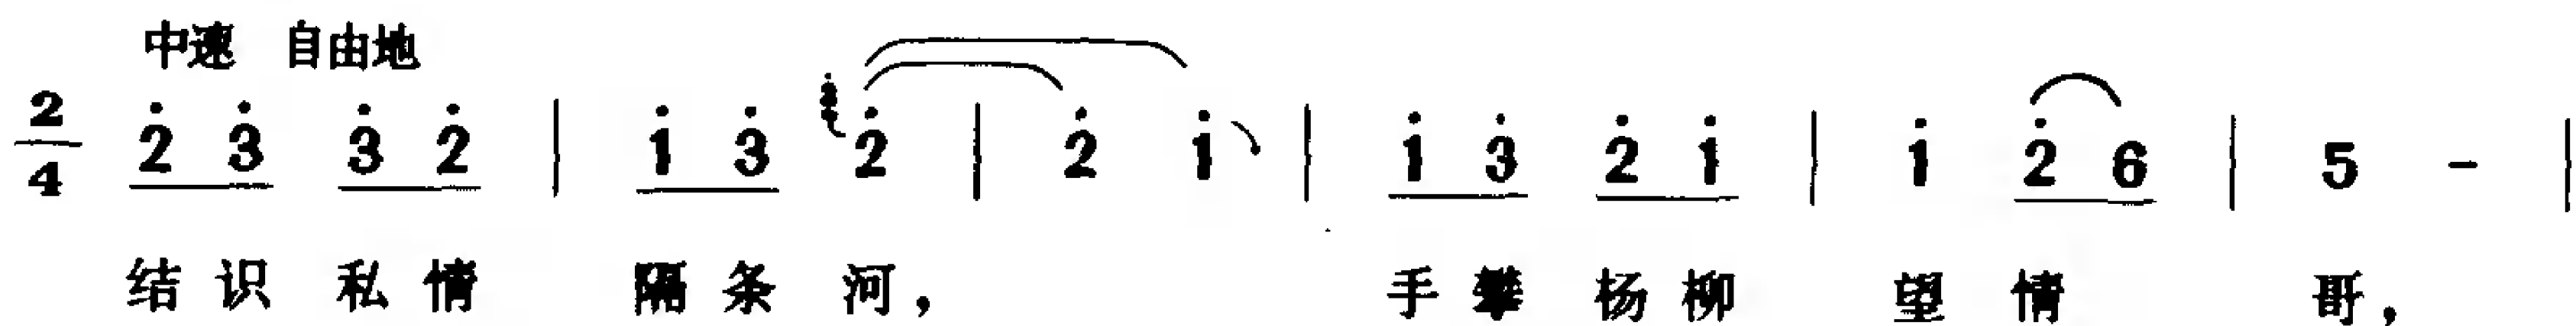 中速 自由地
2/4 2̇ 3̇ 3̇ 2̇ | 1̇ 3̇ 2̇ | 2̇ 1̇ | 1̇ 3̇ 2̇ 1̇ | 1̇ 2̇ 6 | 5 - |
结识 私情 隔条河， 手攀 杨柳 望情 哥，